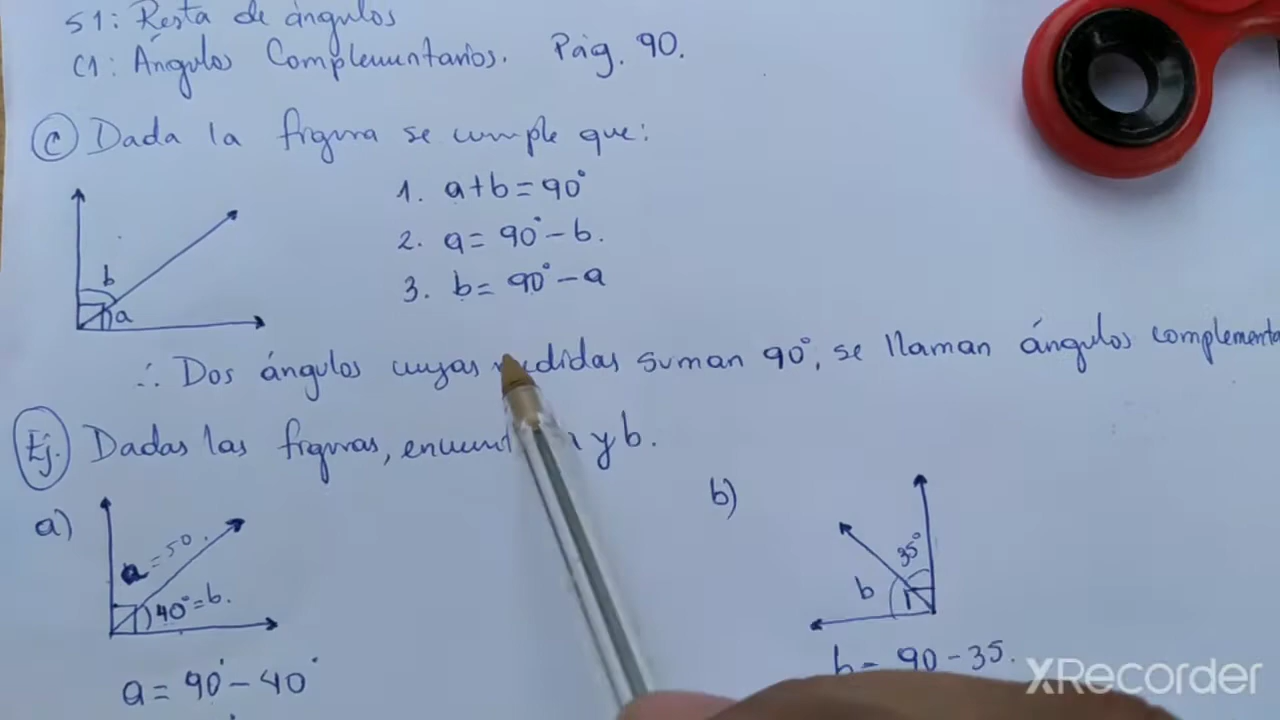 S1: Resta de ángulos
C1: Ángulos Complementarios. Pág. 90.
C Dada la figura se cumple que:
1. a+b=90°
2. a= 90°-b.
3. b= 90°-a
b
a
∴ Dos ángulos cuyas medidas suman 90°, se llaman ángulos
Ej. Dadas las figuras, y b.
a)
a=50.
40°=b.
a= 90°-40°
b)
35°
b
b= 90-35.
XRecorder